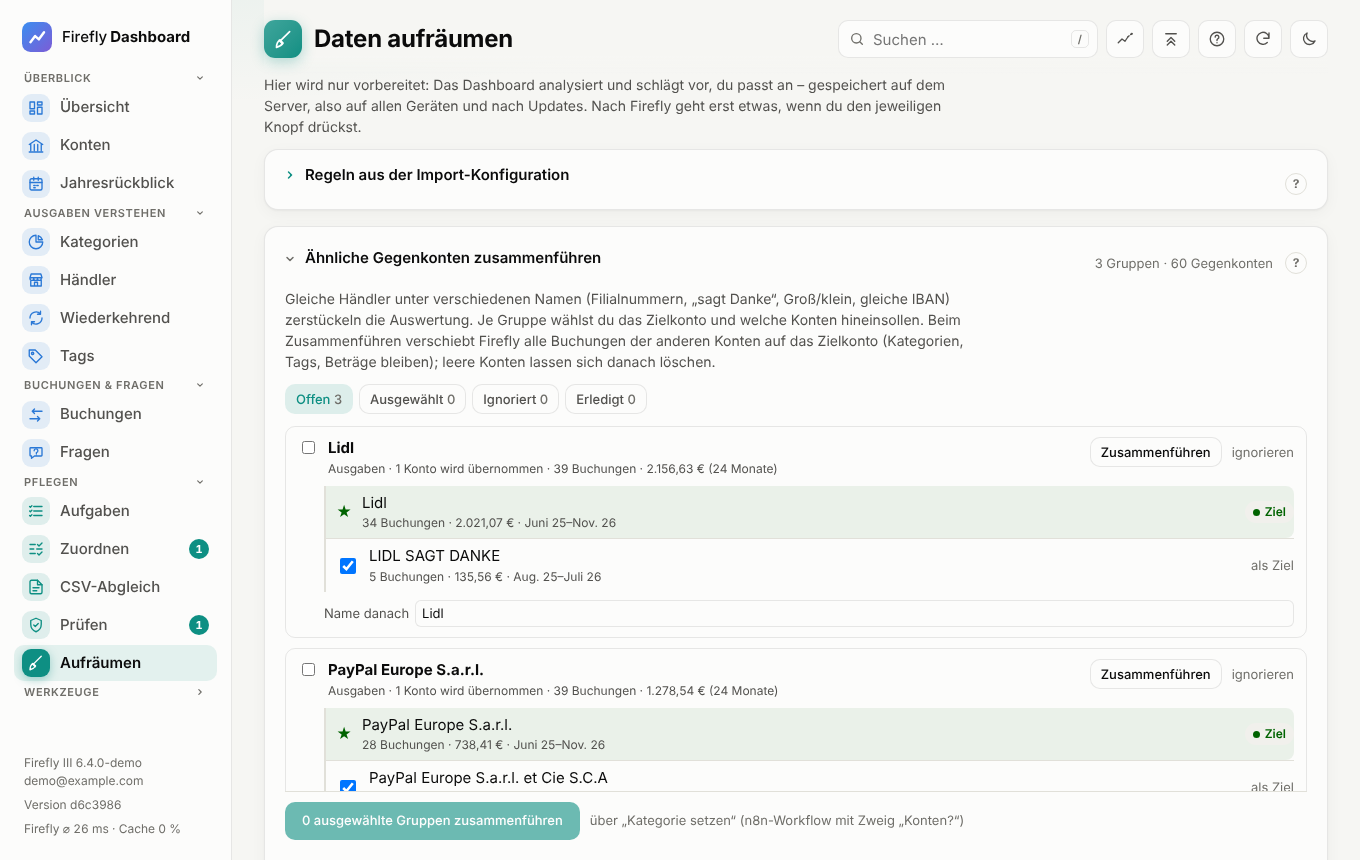 Firefly Dashboard
ÜBERBLICK
Übersicht
Konten
Jahresrückblick
AUSGABEN VERSTEHEN
Kategorien
Händler
Wiederkehrend
Tags
BUCHUNGEN & FRAGEN
Buchungen
Fragen
PFLEGEN
Aufgaben
Zuordnen 1
CSV-Abgleich
Prüfen 1
Aufräumen
WERKZEUGE
Firefly III 6.4.0-demo
demo@example.com
Version d6c3986
Firefly ⌀ 26 ms · Cache 0 %
Daten aufräumen
Suchen ... /
Hier wird nur vorbereitet: Das Dashboard analysiert und schlägt vor, du passt an – gespeichert auf dem
Server, also auf allen Geräten und nach Updates. Nach Firefly geht erst etwas, wenn du den jeweiligen
Knopf drückst.
Regeln aus der Import-Konfiguration ?
Ähnliche Gegenkonten zusammenführen 3 Gruppen · 60 Gegenkonten ?
Gleiche Händler unter verschiedenen Namen (Filialnummern, „sagt Danke“, Groß/klein, gleiche IBAN)
zerstückeln die Auswertung. Je Gruppe wählst du das Zielkonto und welche Konten hineinsollen. Beim
Zusammenführen verschiebt Firefly alle Buchungen der anderen Konten auf das Zielkonto (Kategorien,
Tags, Beträge bleiben); leere Konten lassen sich danach löschen.
Offen 3 Ausgewählt 0 Ignoriert 0 Erledigt 0
Lidl Zusammenführen ignorieren
Ausgaben · 1 Konto wird übernommen · 39 Buchungen · 2.156,63 € (24 Monate)
★ Lidl
34 Buchungen · 2.021,07 € · Juni 25–Nov. 26
● Ziel
LIDL SAGT DANKE
5 Buchungen · 135,56 € · Aug. 25–Juli 26
als Ziel
Name danach Lidl
PayPal Europe S.a.r.l. Zusammenführen ignorieren
Ausgaben · 1 Konto wird übernommen · 39 Buchungen · 1.278,54 € (24 Monate)
★ PayPal Europe S.a.r.l.
28 Buchungen · 738,41 € · Juni 25–Nov. 26
● Ziel
PayPal Europe S.a.r.l. et Cie S.C.A
als Ziel
0 ausgewählte Gruppen zusammenführen über „Kategorie setzen“ (n8n-Workflow mit Zweig „Konten?“)